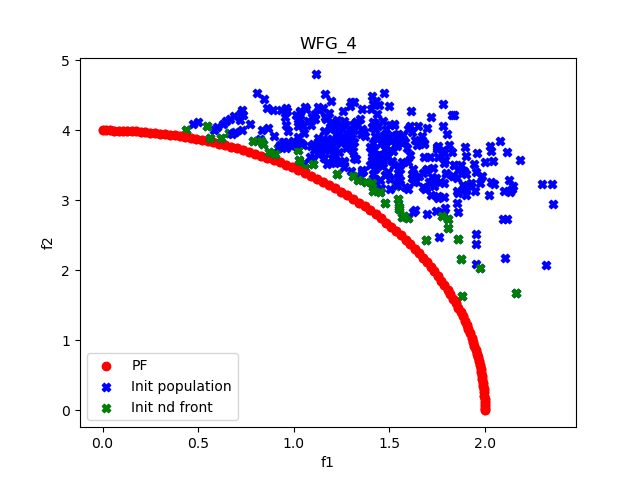 WFG_4
5
4
3
2
1
0
f2
PF
Init population
Init nd front
0.0 0.5 1.0 1.5 2.0
f1